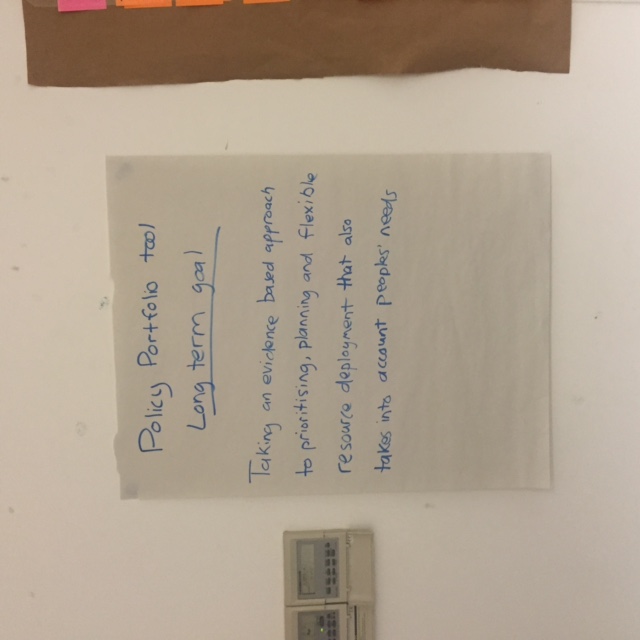 Policy Portfolio tool
Long term goal
Taking an evidence based approach
to prioritising, planning and flexible
resource deployment that also
takes into account peoples' needs